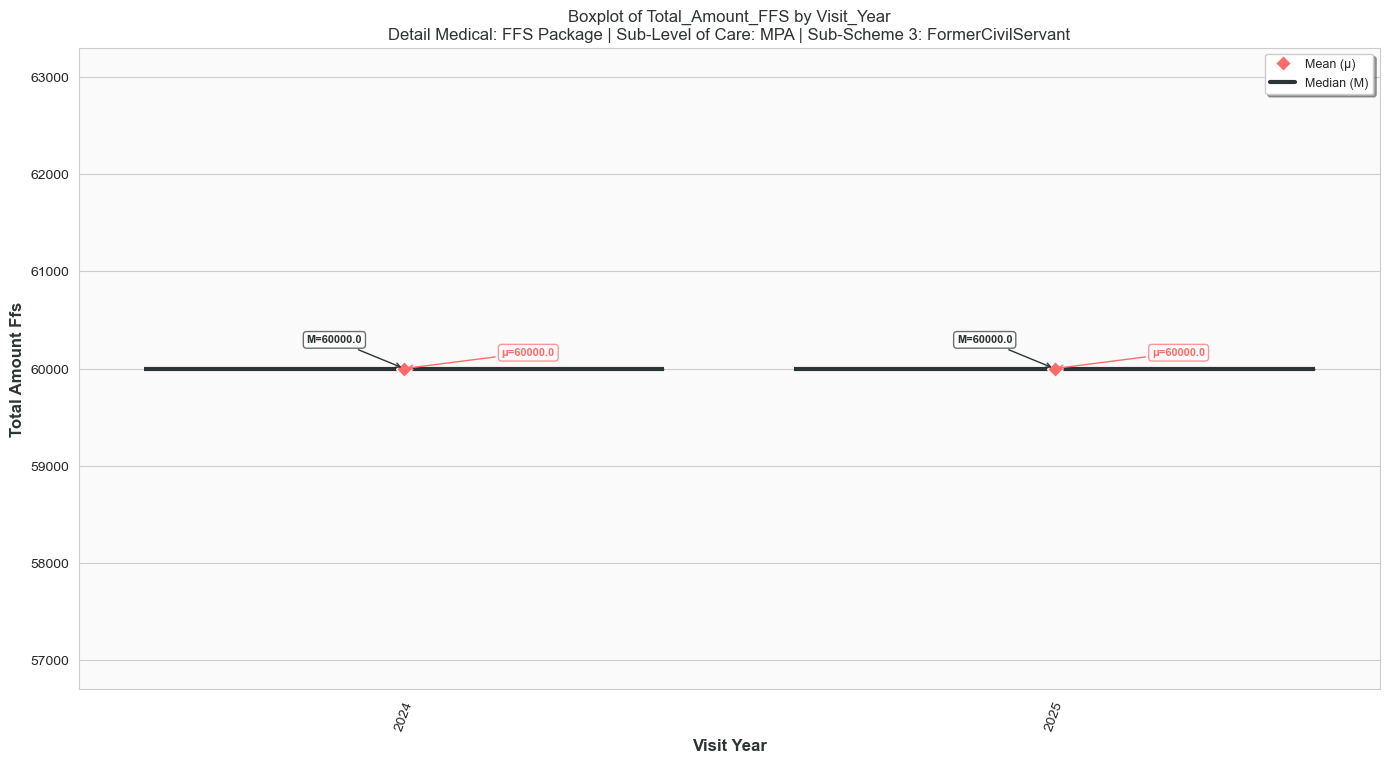 Boxplot of Total_Amount_FFS by Visit_Year
Detail Medical: FFS Package | Sub-Level of Care: MPA | Sub-Scheme 3: FormerCivilServant
Mean (μ)
Median (M)
Total Amount Ffs
63000
62000
61000
60000
59000
58000
57000
M=60000.0
μ=60000.0
M=60000.0
μ=60000.0
2024
2025
Visit Year